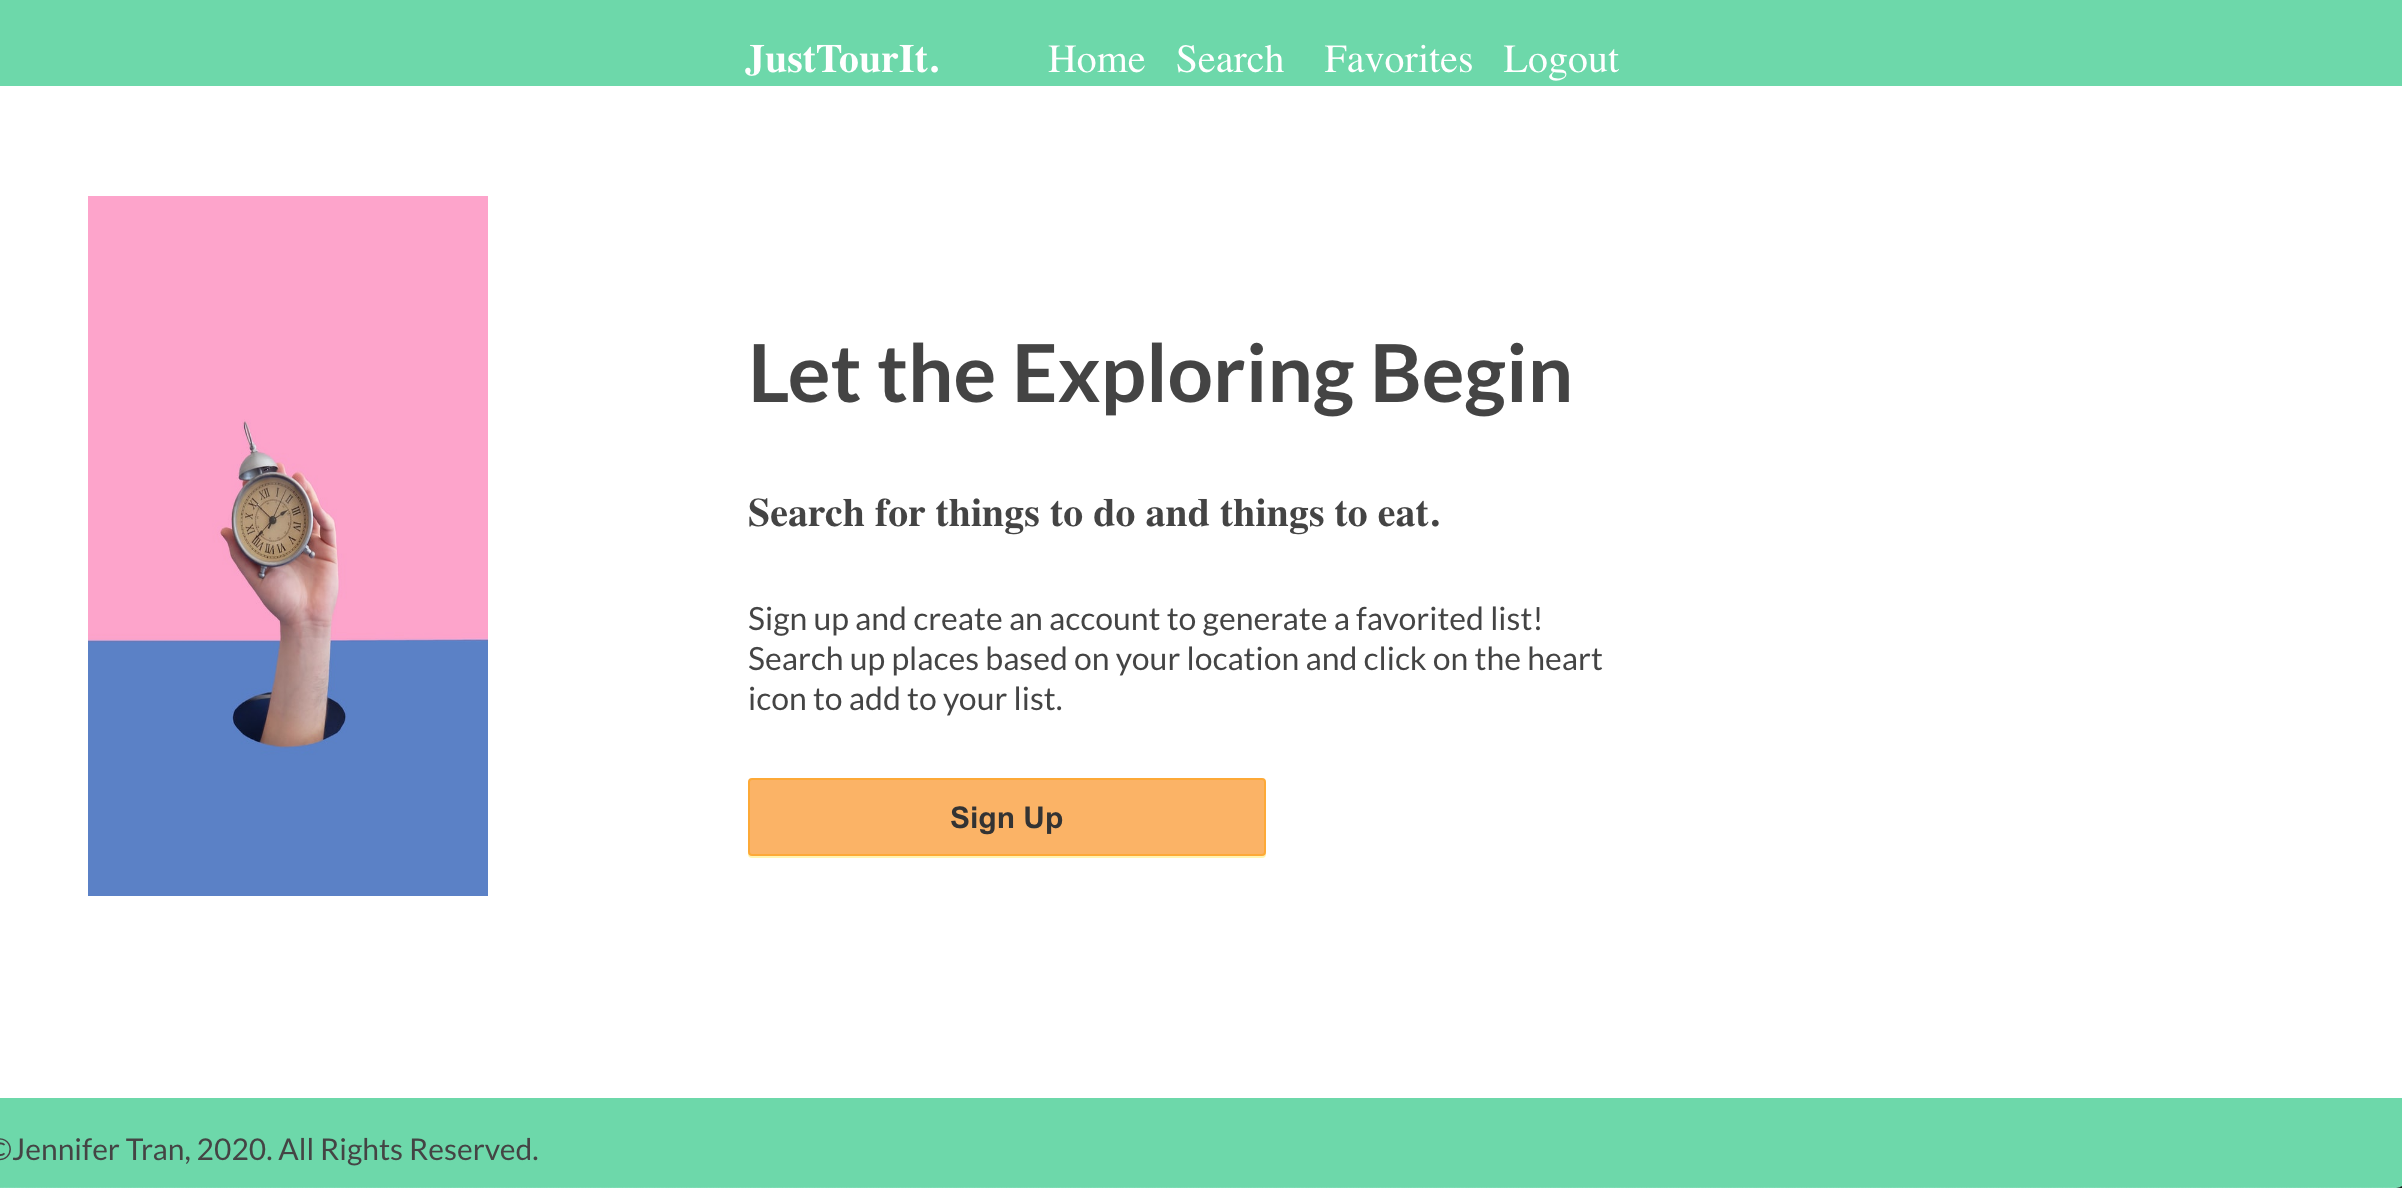 JustTourIt. Home Search Favorites Logout
Let the Exploring Begin
Search for things to do and things to eat.
Sign up and create an account to generate a favorited list!
Search up places based on your location and click on the heart
icon to add to your list.
Sign Up
©Jennifer Tran, 2020. All Rights Reserved.